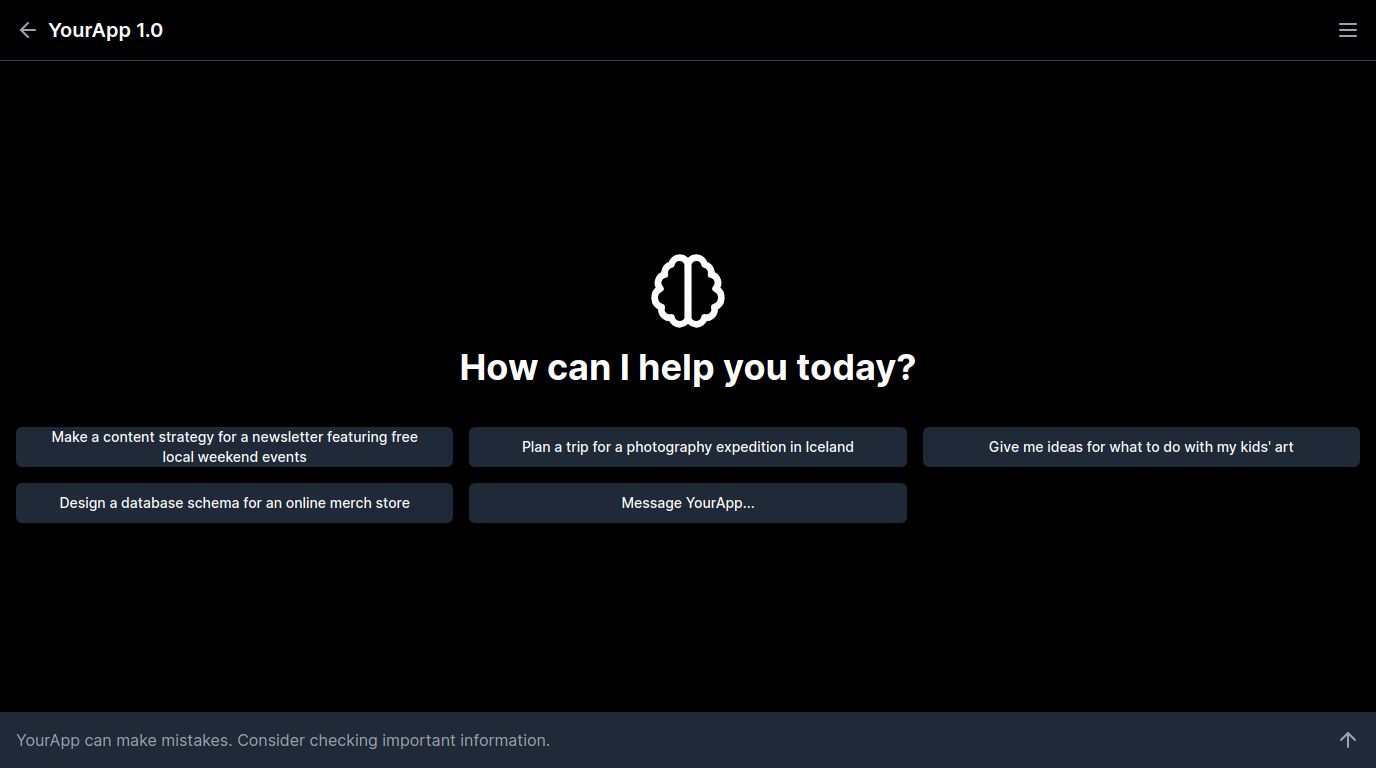 YourApp 1.0
How can I help you today?
Make a content strategy for a newsletter featuring free
local weekend events
Plan a trip for a photography expedition in Iceland
Give me ideas for what to do with my kids' art
Design a database schema for an online merch store
Message YourApp...
YourApp can make mistakes. Consider checking important information.